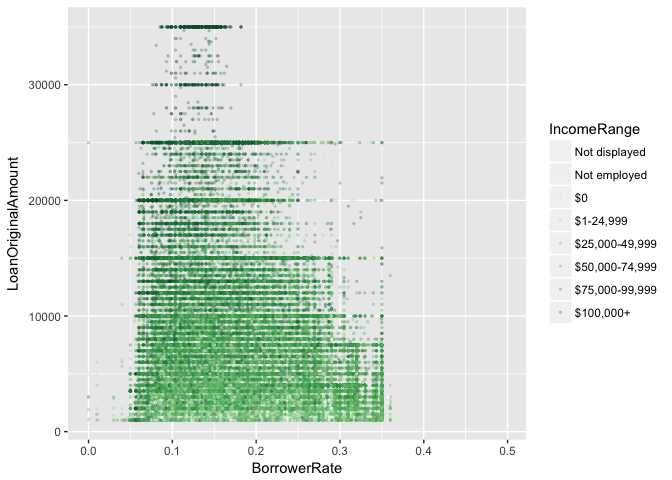 LoanOriginalAmount
30000
20000
10000
0
0.0 0.1 0.2 0.3 0.4 0.5
BorrowerRate
IncomeRange
Not displayed
Not employed
$0
$1-24,999
$25,000-49,999
$50,000-74,999
$75,000-99,999
$100,000+